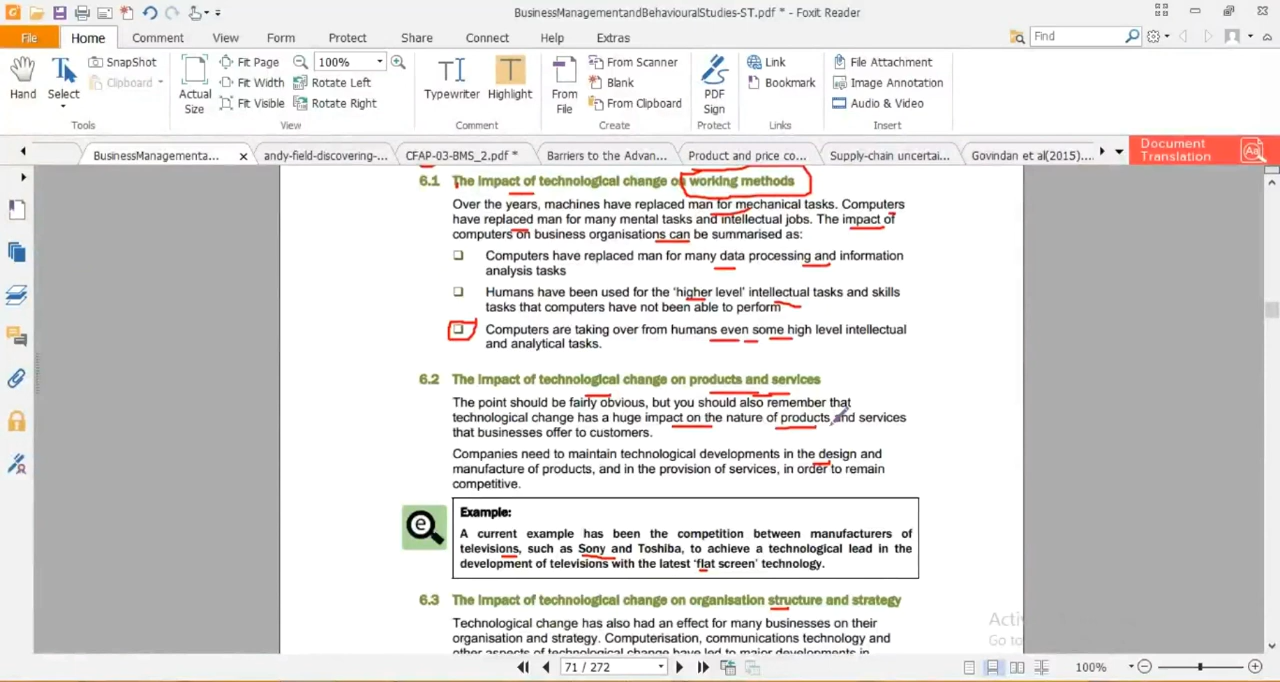 BusinessManagementandBehaviouralStudies-ST.pdf * - Foxit Reader
File Home Comment View Form Protect Share Connect Help Extras
Find
Hand
Select
SnapShot
Clipboard
Tools
Actual Size
Fit Page
Fit Width
Fit Visible
100%
Rotate Left
Rotate Right
View
Typewriter
Highlight
Comment
From File
From Scanner
Blank
From Clipboard
Create
PDF Sign
Protect
Link
Bookmark
Links
File Attachment
Image Annotation
Audio & Video
Insert
BusinessManagementa... x andy-field-discovering-... CFAP-03-BMS_2.pdf * Barriers to the Advan... Product and price co... Supply-chain uncertai... Govindan et al(2015)....
Document Translation
6.1 The impact of technological change on working methods
Over the years, machines have replaced man for mechanical tasks. Computers
have replaced man for many mental tasks and intellectual jobs. The impact of
computers on business organisations can be summarised as:
❑ Computers have replaced man for many data processing and information
analysis tasks
❑ Humans have been used for the 'higher level' intellectual tasks and skills
tasks that computers have not been able to perform
❑ Computers are taking over from humans even some high level intellectual
and analytical tasks.
6.2 The impact of technological change on products and services
The point should be fairly obvious, but you should also remember that
technological change has a huge impact on the nature of products and services
that businesses offer to customers.
Companies need to maintain technological developments in the design and
manufacture of products, and in the provision of services, in order to remain
competitive.
Example:
A current example has been the competition between manufacturers of
televisions, such as Sony and Toshiba, to achieve a technological lead in the
development of televisions with the latest 'flat screen' technology.
6.3 The impact of technological change on organisation structure and strategy
Technological change has also had an effect for many businesses on their
organisation and strategy. Computerisation, communications technology and
other aspects of technological change have led to major developments in
Go to
71 / 272
100%